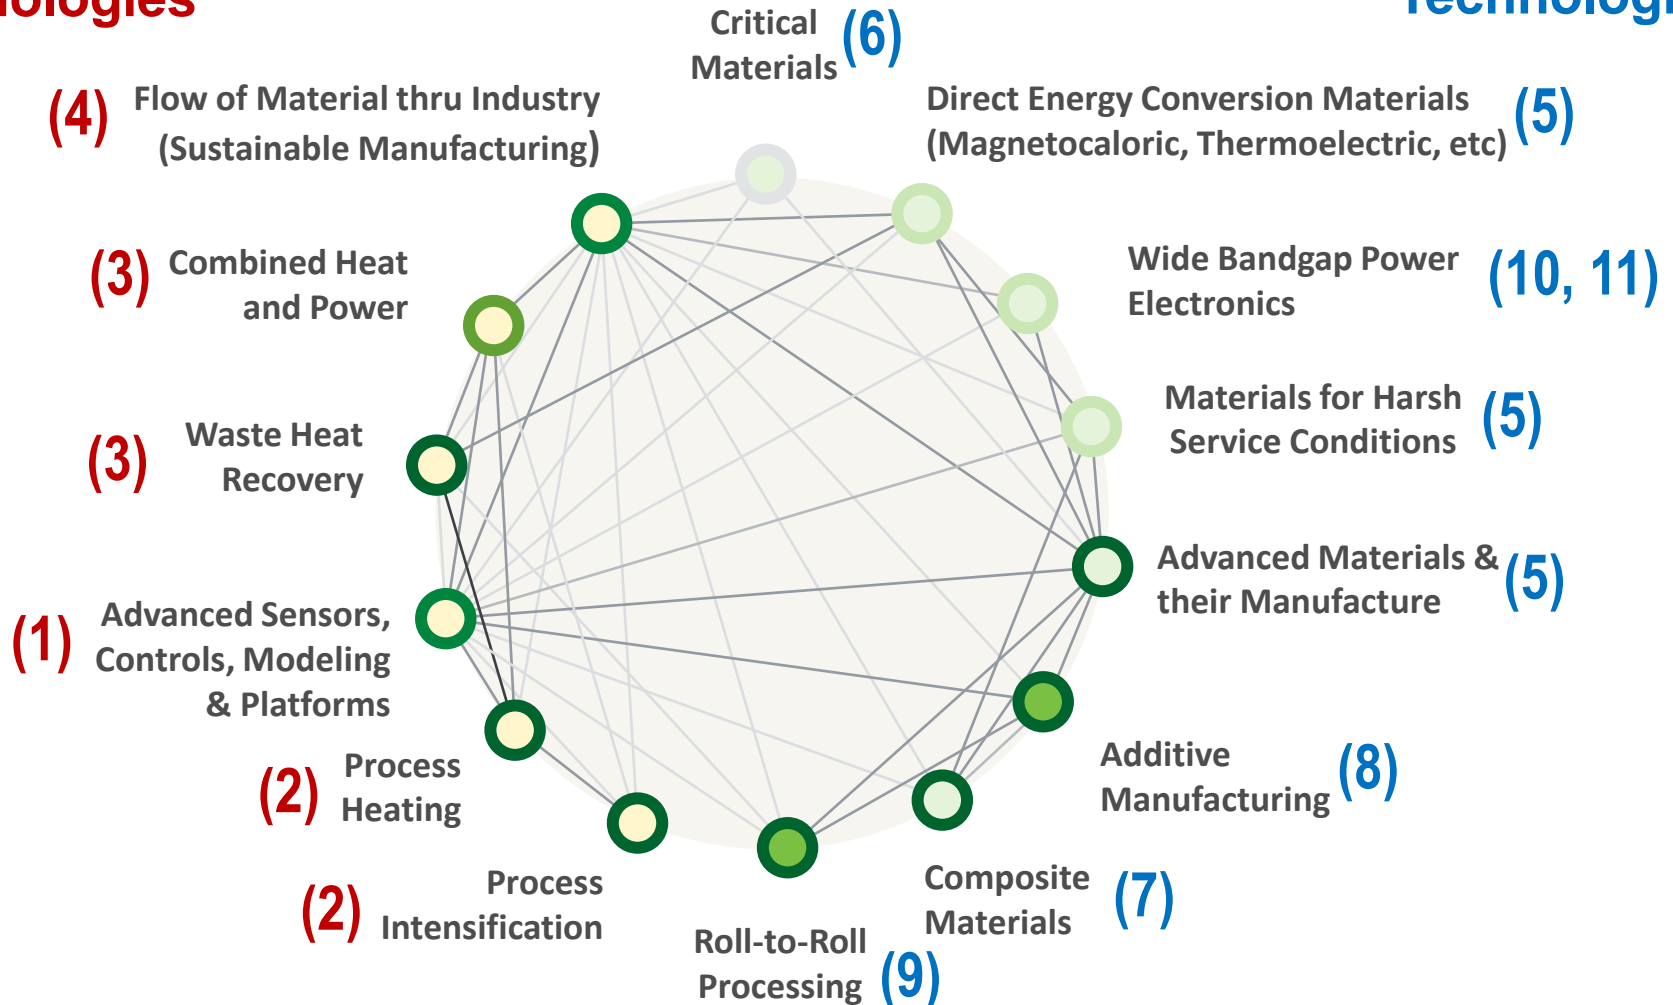 Critical
Materials (6)
(4) Flow of Material thru Industry
(Sustainable Manufacturing)
Direct Energy Conversion Materials
(Magnetocaloric, Thermoelectric, etc) (5)
(3) Combined Heat
and Power
Wide Bandgap Power
Electronics (10, 11)
(3) Waste Heat
Recovery
Materials for Harsh
Service Conditions (5)
(1) Advanced Sensors,
Controls, Modeling
& Platforms
Advanced Materials &
their Manufacture (5)
(2) Process
Heating
Additive
Manufacturing (8)
(2) Process
Intensification
Composite
Materials (7)
Roll-to-Roll
Processing (9)